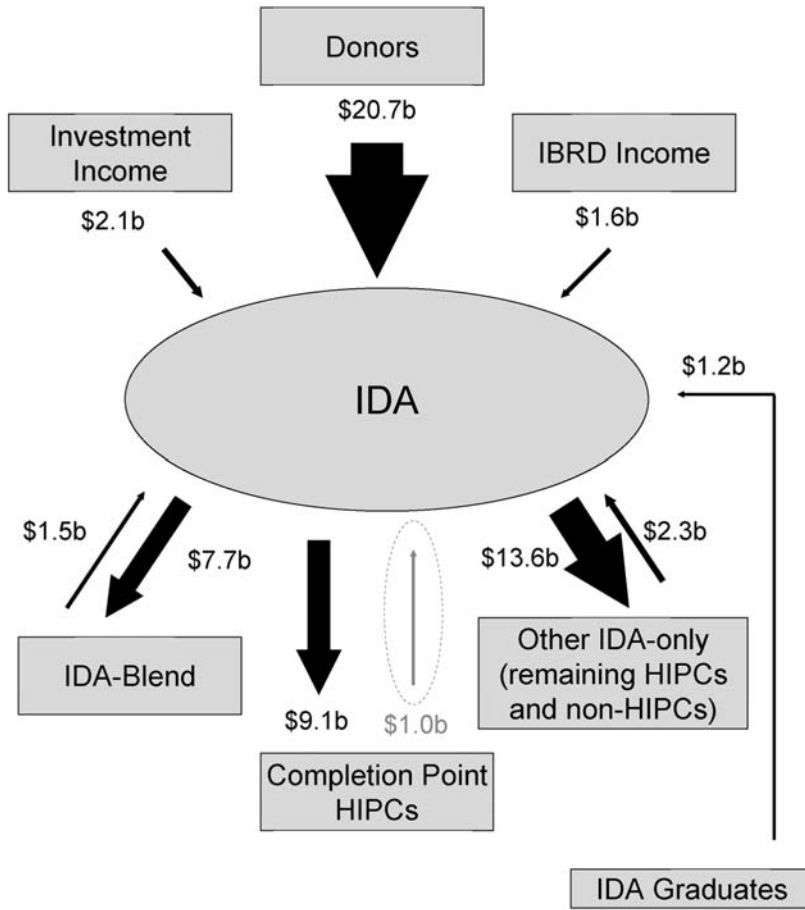 Donors
$20.7b
Investment
Income
$2.1b
IBRD Income
$1.6b
IDA
$1.2b
$1.5b
$7.7b
$13.6b
$2.3b
IDA-Blend
Other IDA-only
(remaining HIPCs
and non-HIPCs)
$9.1b
$1.0b
Completion Point
HIPCs
IDA Graduates